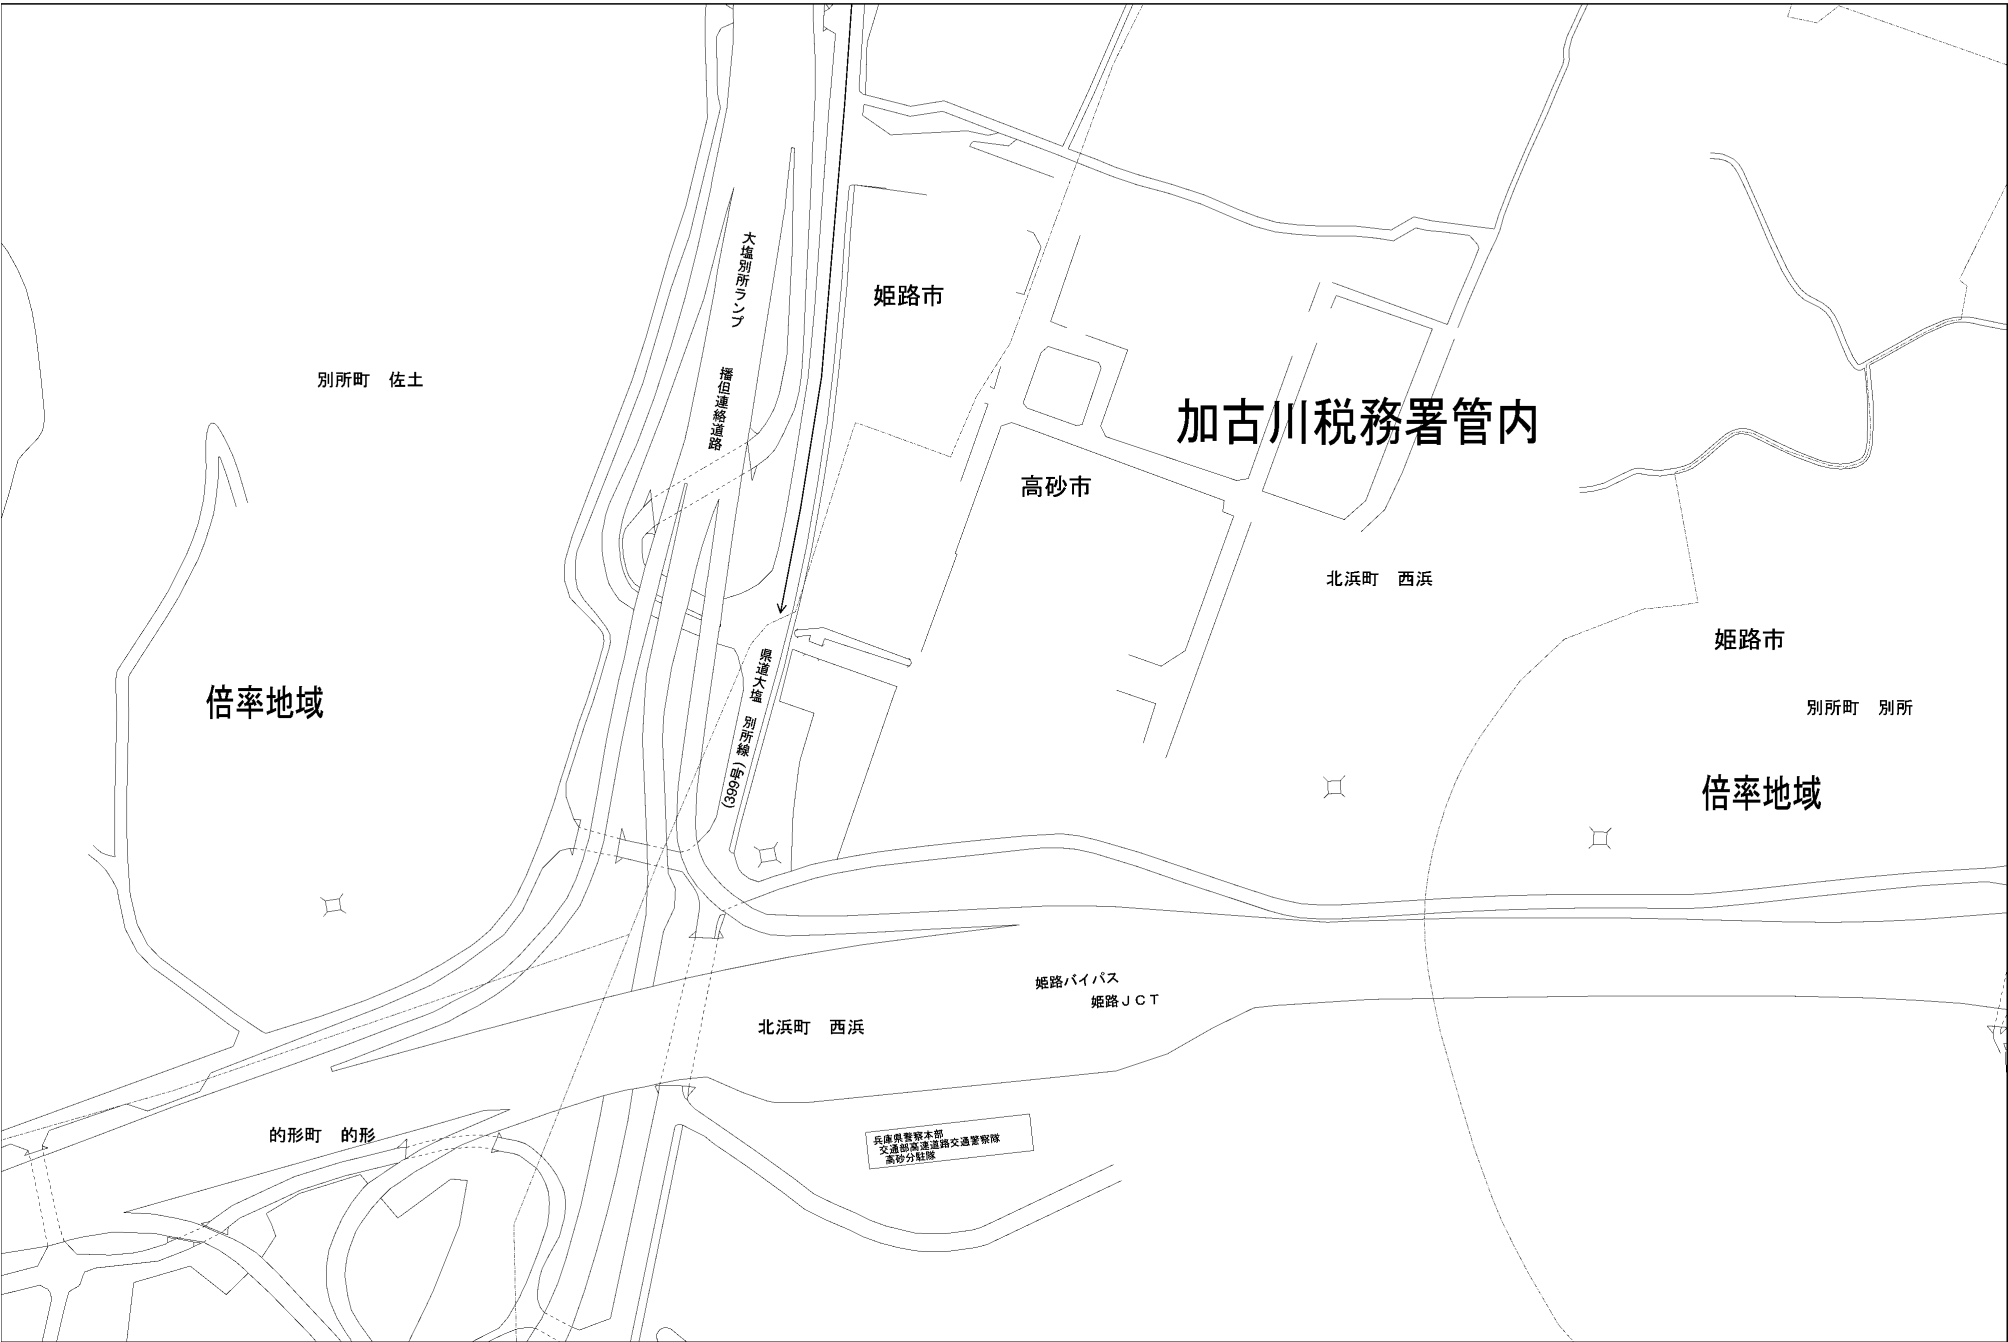 大塩別所ランプ
姫路市
播但連絡道路
別所町　佐土
加古川税務署管内
高砂市
北浜町　西浜
姫路市
県道大塩　別所線
(399号)
倍率地域
別所町　別所
倍率地域
姫路バイパス
姫路ＪＣＴ
北浜町　西浜
的形町　的形
兵庫県警察本部
交通部高速道路交通警察隊
高砂分駐隊